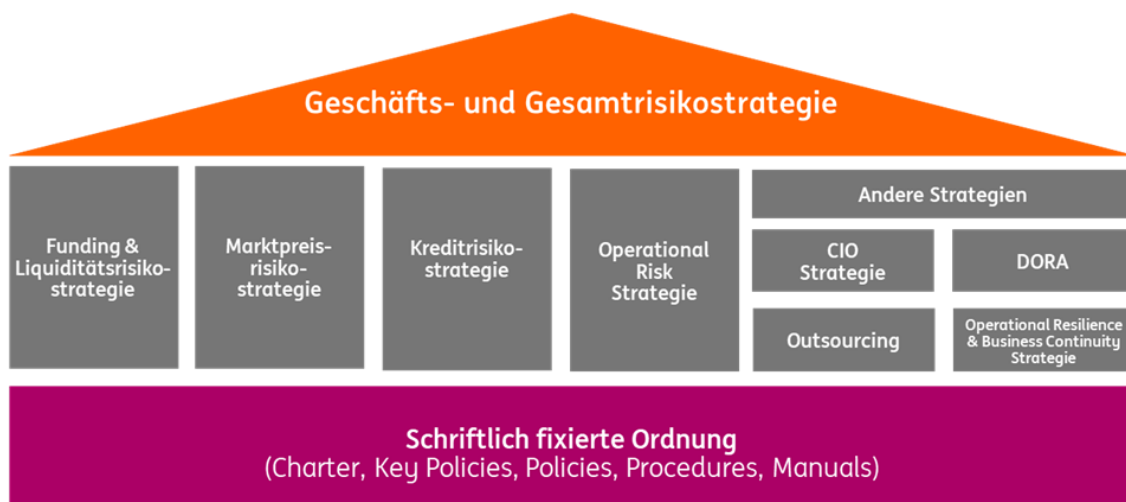 Geschäfts- und Gesamtrisikostrategie
Funding &
Liquiditätsrisiko-
strategie
Marktpreis-
risiko-
strategie
Kreditrisiko-
strategie
Operational
Risk
Strategie
Andere Strategien
CIO
Strategie
DORA
Outsourcing
Operational Resilience
& Business Continuity
Strategie
Schriftlich fixierte Ordnung
(Charter, Key Policies, Policies, Procedures, Manuals)